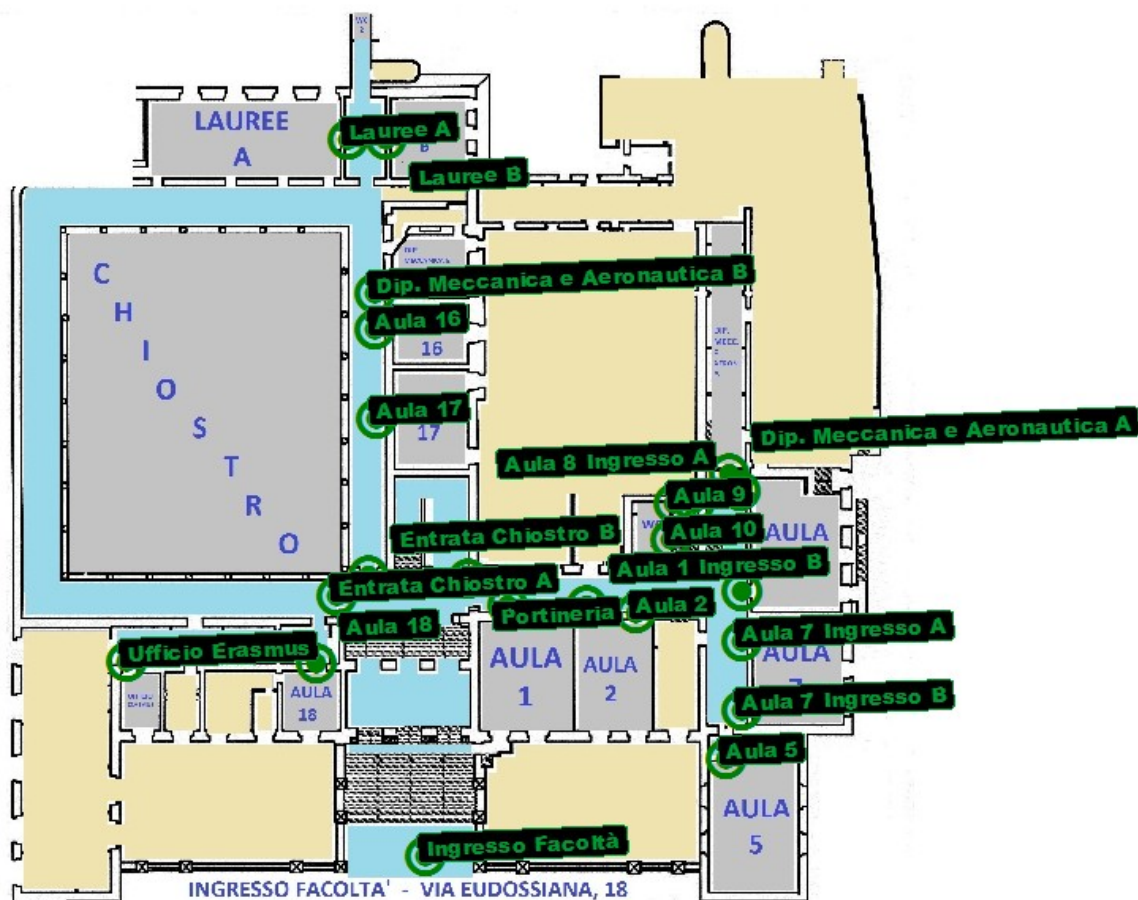 LAUREE
A
Lauree A
B
Lauree B
C
H
I
O
S
T
R
O
DIP.
Dip. Meccanica e Aeronautica B
Aula 16
16
Aula 17
17
DIP.
Dip. Meccanica e Aeronautica A
Aula 8 Ingresso A
Aula 9
Aula 10
AULA
Entrata Chiostro B
Aula 1 Ingresso B
Entrata Chiostro A
Portineria
Aula 2
Aula 18
Aula 7 Ingresso A
Ufficio Erasmus
AULA
1
AULA
2
AULA
AULA
18
Aula 7 Ingresso B
Aula 5
AULA
5
Ingresso Facoltà
INGRESSO FACOLTA' - VIA EUDOSSIANA, 18